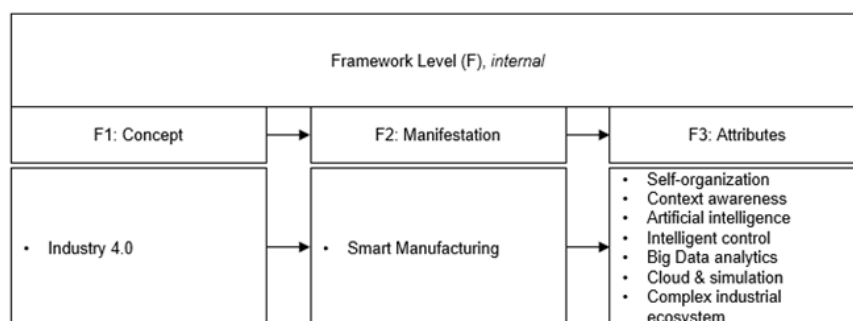 Framework Level (F), internal
F1: Concept
F2: Manifestation
F3: Attributes
• Industry 4.0
• Smart Manufacturing
• Self-organization
• Context awareness
• Artificial intelligence
• Intelligent control
• Big Data analytics
• Cloud & simulation
• Complex industrial
ecosystem